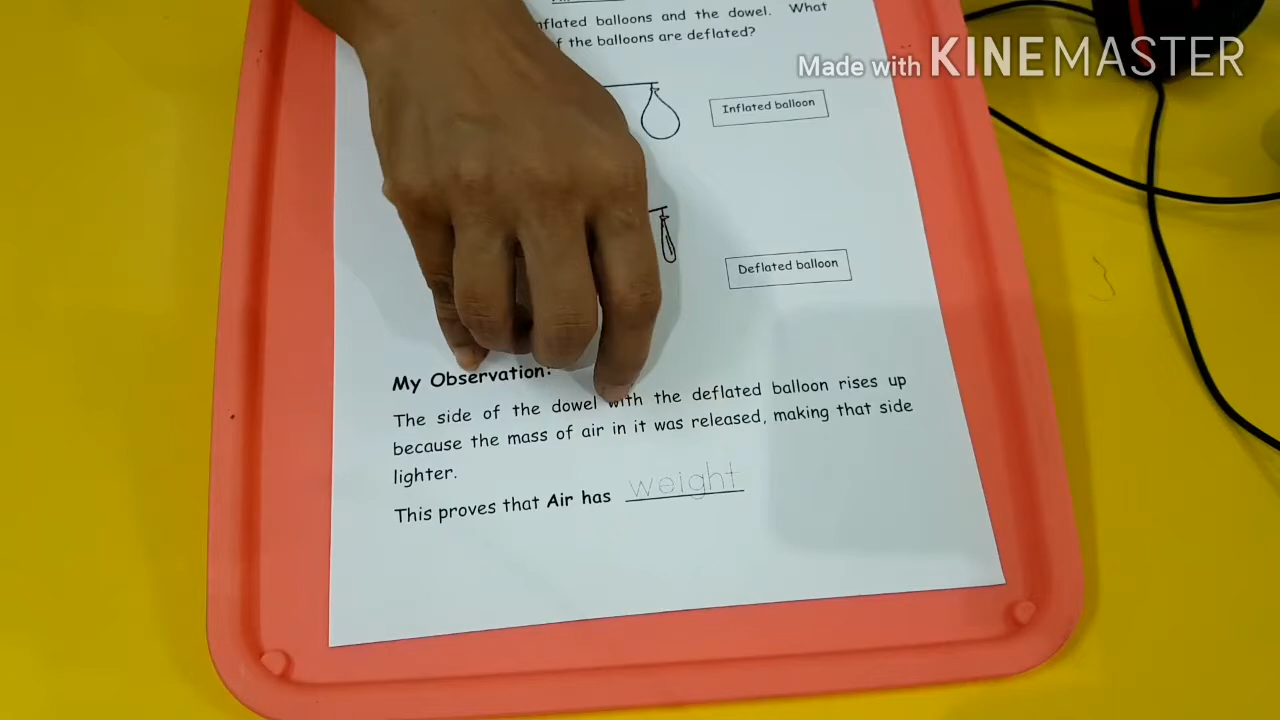 inflated balloons and the dowel. What
of the balloons are deflated?
Made with KINEMASTER
Inflated balloon
Deflated balloon
My Observation:
The side of the dowel with the deflated balloon rises up
because the mass of air in it was released, making that side
lighter.
This proves that Air has weight